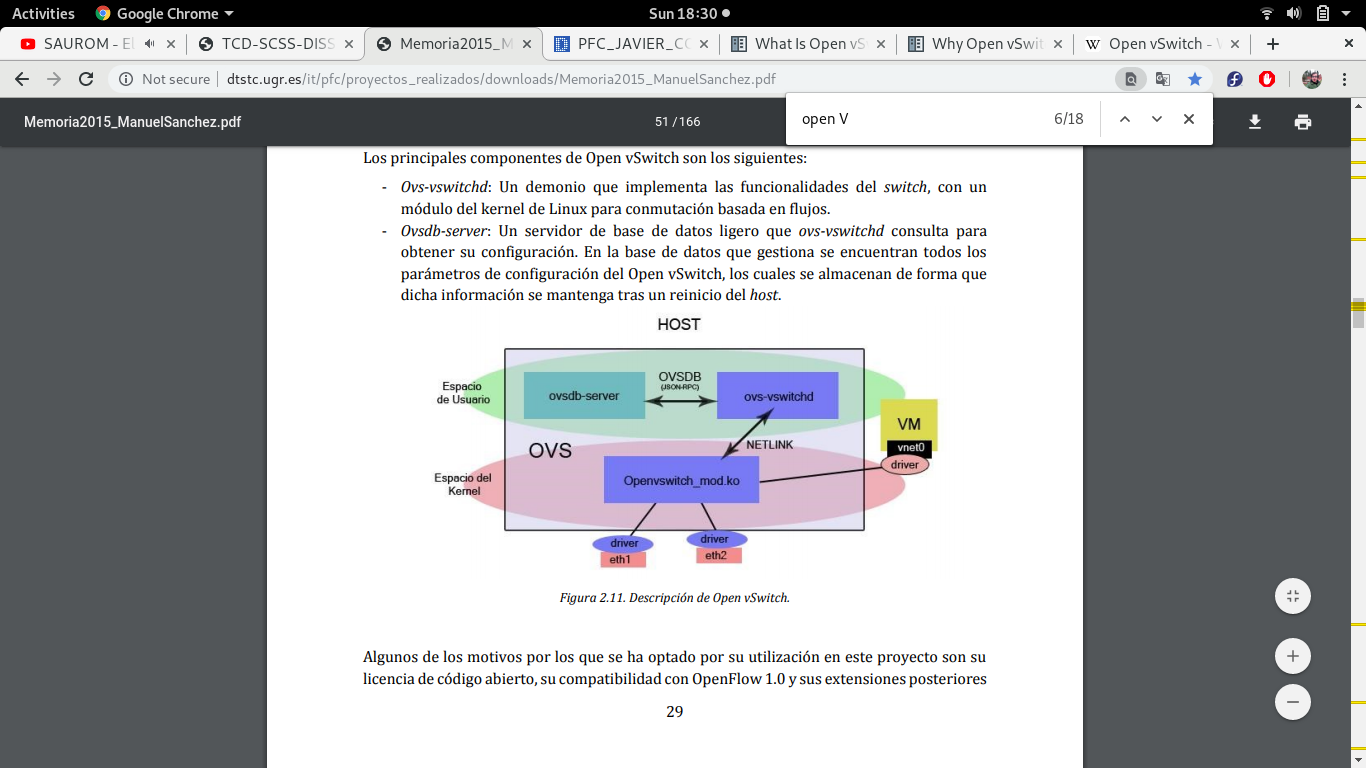 Activities
Google Chrome
Sun 18:30
SAUROM - El
TCD-SCSS-DISS
Memoria2015_M
PFC_JAVIER_CO
What Is Open vS
Why Open vSwit
Open vSwitch - W
Not secure
dtstc.ugr.es/it/pfc/proyectos_realizados/downloads/Memoria2015_ManuelSanchez.pdf
open V
6/18
Memoria2015_ManuelSanchez.pdf
51 / 166
Los principales componentes de Open vSwitch son los siguientes:
- Ovs-vswitchd: Un demonio que implementa las funcionalidades del switch, con un
módulo del kernel de Linux para conmutación basada en flujos.
- Ovsdb-server: Un servidor de base de datos ligero que ovs-vswitchd consulta para
obtener su configuración. En la base de datos que gestiona se encuentran todos los
parámetros de configuración del Open vSwitch, los cuales se almacenan de forma que
dicha información se mantenga tras un reinicio del host.
HOST
Espacio
de Usuario
ovsdb-server
OVSDB
(JSON-RPC)
ovs-vswitchd
VM
vnet0
driver
NETLINK
OVS
Espacio del
Kernel
Openvswitch_mod.ko
driver
eth1
driver
eth2
Figura 2.11. Descripción de Open vSwitch.
Algunos de los motivos por los que se ha optado por su utilización en este proyecto son su
licencia de código abierto, su compatibilidad con OpenFlow 1.0 y sus extensiones posteriores
29